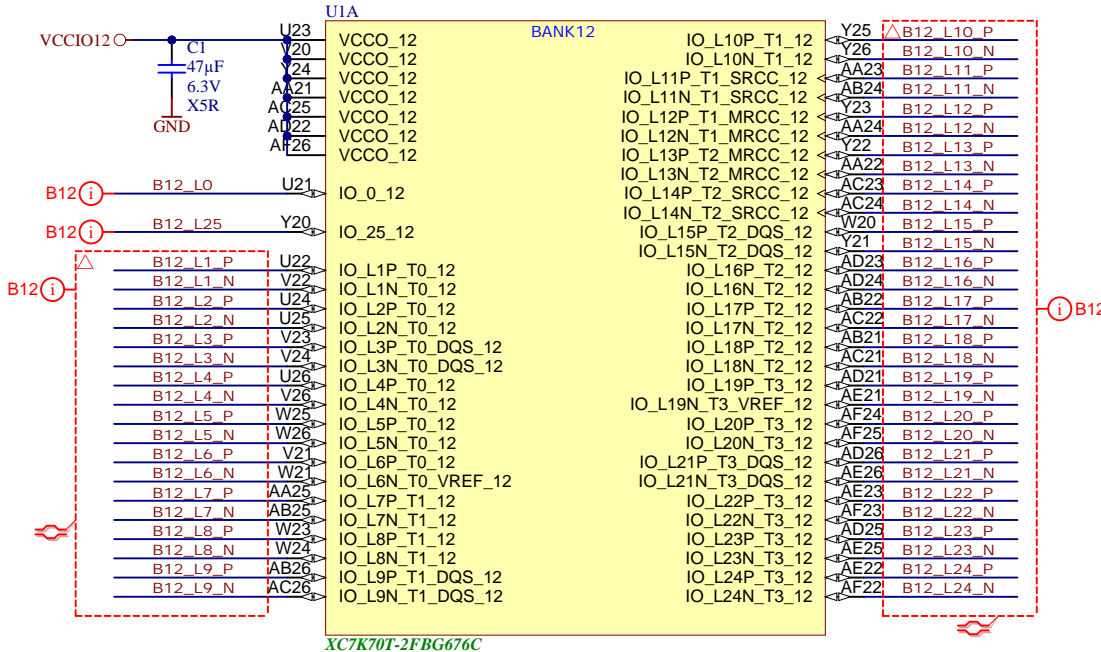 U1A
BANK12
VCCIO12
C1
47µF
6.3V
X5R
GND
U23 VCCO_12
V20 VCCO_12
Y24 VCCO_12
AA21 VCCO_12
AC25 VCCO_12
AD22 VCCO_12
AF26 VCCO_12
B12 i B12_L0 U21 IO_0_12
B12 i B12_L25 Y20 IO_25_12
B12 i
B12_L1_P U22 IO_L1P_T0_12
B12_L1_N V22 IO_L1N_T0_12
B12_L2_P U24 IO_L2P_T0_12
B12_L2_N U25 IO_L2N_T0_12
B12_L3_P V23 IO_L3P_T0_DQS_12
B12_L3_N V24 IO_L3N_T0_DQS_12
B12_L4_P U26 IO_L4P_T0_12
B12_L4_N V26 IO_L4N_T0_12
B12_L5_P W25 IO_L5P_T0_12
B12_L5_N W26 IO_L5N_T0_12
B12_L6_P V21 IO_L6P_T0_12
B12_L6_N W21 IO_L6N_T0_VREF_12
B12_L7_P AA25 IO_L7P_T1_12
B12_L7_N AB25 IO_L7N_T1_12
B12_L8_P W23 IO_L8P_T1_12
B12_L8_N W24 IO_L8N_T1_12
B12_L9_P AB26 IO_L9P_T1_DQS_12
B12_L9_N AC26 IO_L9N_T1_DQS_12
IO_L10P_T1_12 Y25 B12_L10_P
IO_L10N_T1_12 Y26 B12_L10_N
IO_L11P_T1_SRCC_12 AA23 B12_L11_P
IO_L11N_T1_SRCC_12 AB24 B12_L11_N
IO_L12P_T1_MRCC_12 Y23 B12_L12_P
IO_L12N_T1_MRCC_12 AA24 B12_L12_N
IO_L13P_T2_MRCC_12 Y22 B12_L13_P
IO_L13N_T2_MRCC_12 AA22 B12_L13_N
IO_L14P_T2_SRCC_12 AC23 B12_L14_P
IO_L14N_T2_SRCC_12 AC24 B12_L14_N
IO_L15P_T2_DQS_12 W20 B12_L15_P
IO_L15N_T2_DQS_12 Y21 B12_L15_N
IO_L16P_T2_12 AD23 B12_L16_P
IO_L16N_T2_12 AD24 B12_L16_N
IO_L17P_T2_12 AB22 B12_L17_P
IO_L17N_T2_12 AC22 B12_L17_N
IO_L18P_T2_12 AB21 B12_L18_P
IO_L18N_T2_12 AC21 B12_L18_N
IO_L19P_T3_12 AD21 B12_L19_P
IO_L19N_T3_VREF_12 AE21 B12_L19_N
IO_L20P_T3_12 AF24 B12_L20_P
IO_L20N_T3_12 AF25 B12_L20_N
IO_L21P_T3_DQS_12 AD26 B12_L21_P
IO_L21N_T3_DQS_12 AE26 B12_L21_N
IO_L22P_T3_12 AE23 B12_L22_P
IO_L22N_T3_12 AF23 B12_L22_N
IO_L23P_T3_12 AD25 B12_L23_P
IO_L23N_T3_12 AE25 B12_L23_N
IO_L24P_T3_12 AE22 B12_L24_P
IO_L24N_T3_12 AF22 B12_L24_N
i B12
XC7K70T-2FBG676C